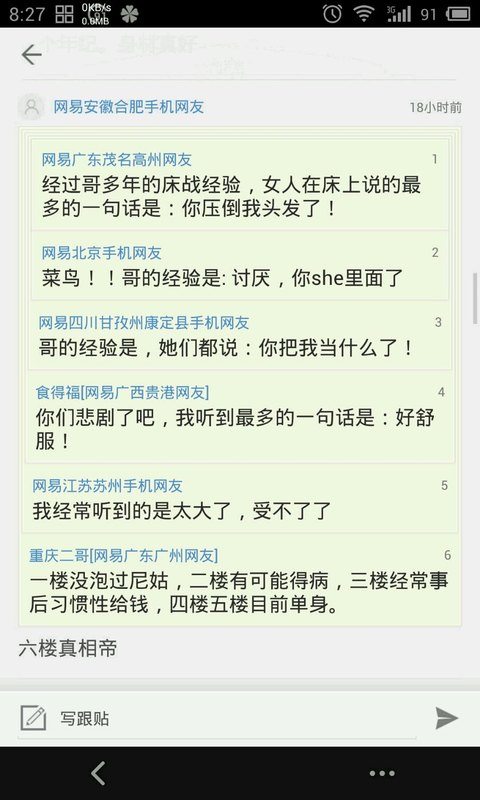 8:27
0KB/s
0.0MB
3G
91
网易安徽合肥手机网友
18小时前
网易广东茂名高州网友
1
经过哥多年的床战经验，女人在床上说的最
多的一句话是：你压倒我头发了！
网易北京手机网友
2
菜鸟！！哥的经验是: 讨厌，你she里面了
网易四川甘孜州康定县手机网友
3
哥的经验是，她们都说：你把我当什么了！
食得福[网易广西贵港网友]
4
你们悲剧了吧，我听到最多的一句话是：好舒
服！
网易江苏苏州手机网友
5
我经常听到的是太大了，受不了了
重庆二哥[网易广东广州网友]
6
一楼没泡过尼姑，二楼有可能得病，三楼经常事
后习惯性给钱，四楼五楼目前单身。
六楼真相帝
写跟贴